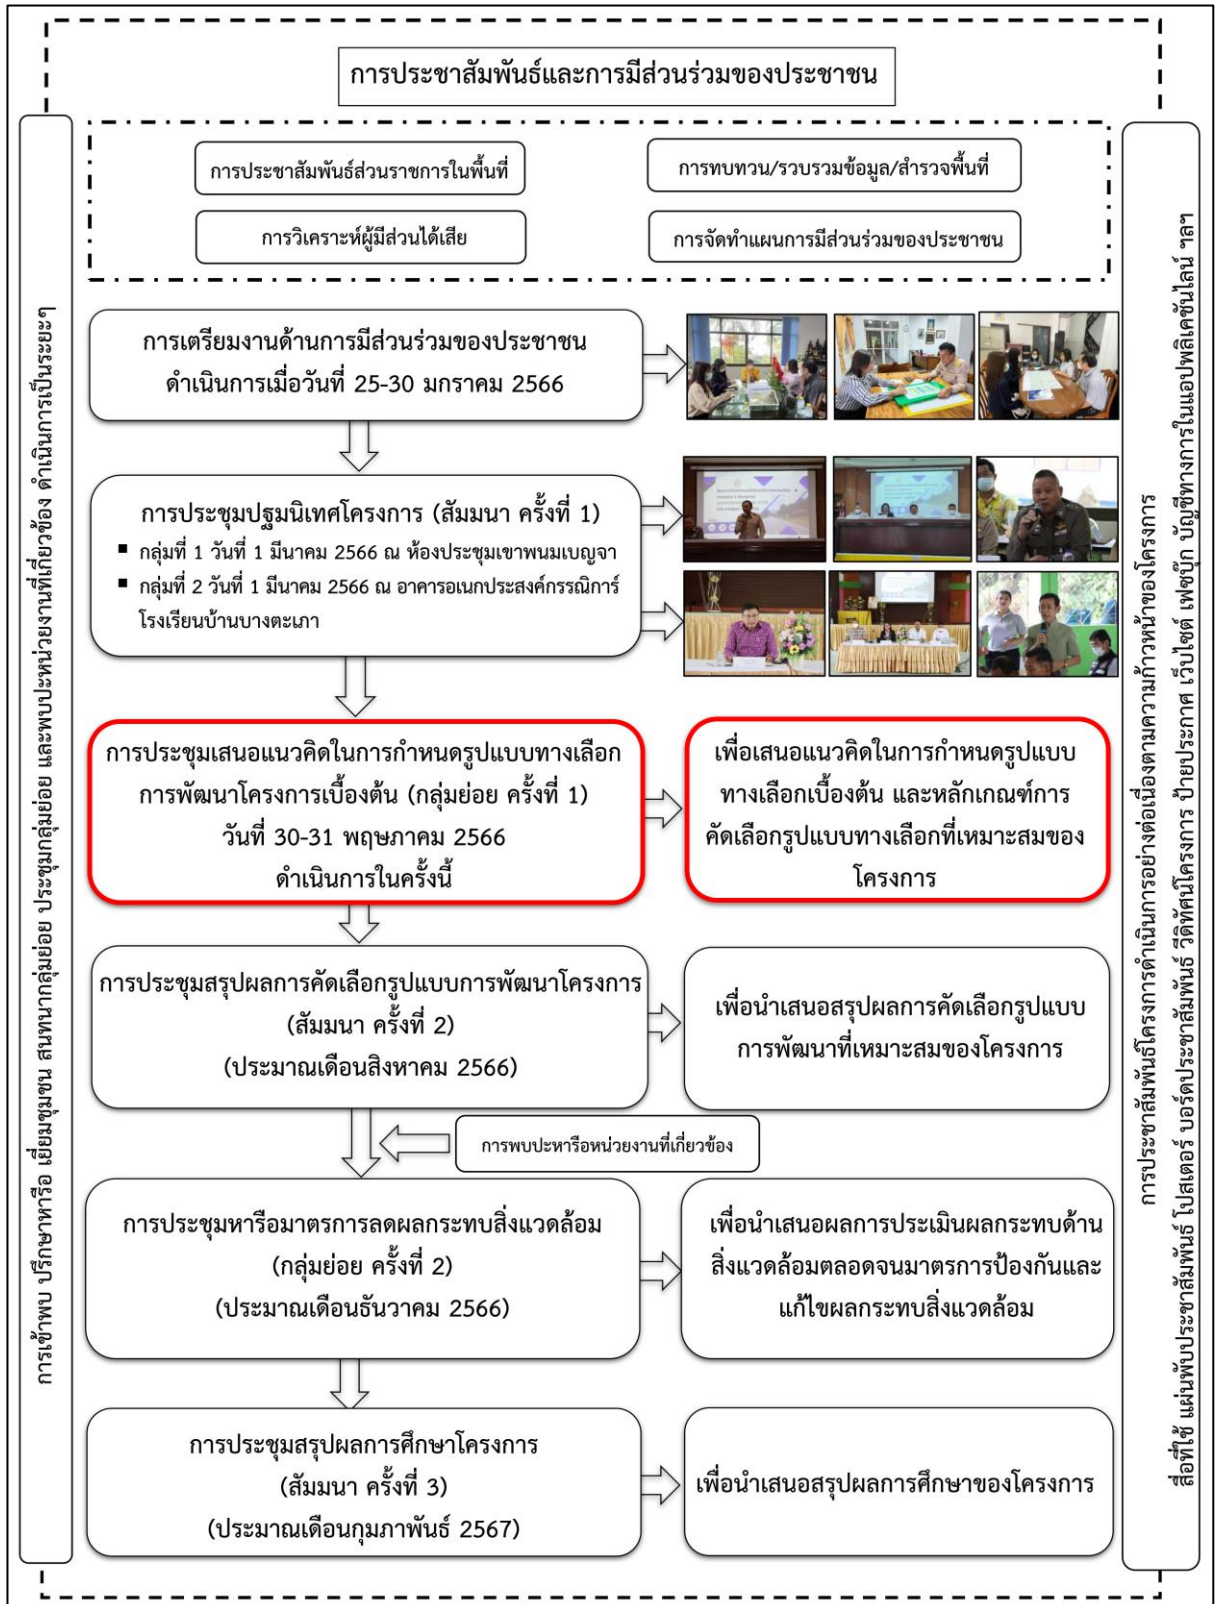 การประชาสัมพันธ์และการมีส่วนร่วมของประชาชน
การประชาสัมพันธ์ส่วนราชการในพื้นที่
การทบทวน/รวบรวมข้อมูล/สำรวจพื้นที่
การวิเคราะห์ผู้มีส่วนได้เสีย
การจัดทำแผนการมีส่วนร่วมของประชาชน
การเข้าพบ ปรึกษาหารือ เยี่ยมชุมชน สนทนากลุ่มย่อย ประชุมกลุ่มย่อย และพบปะหน่วยงานที่เกี่ยวข้อง ดำเนินการเป็นระยะๆ
การเตรียมงานด้านการมีส่วนร่วมของประชาชน
ดำเนินการเมื่อวันที่ 25-30 มกราคม 2566
การประชุมปฐมนิเทศโครงการ (สัมมนา ครั้งที่ 1)
▪ กลุ่มที่ 1 วันที่ 1 มีนาคม 2566 ณ ห้องประชุมเขาพนมเบญจา
▪ กลุ่มที่ 2 วันที่ 1 มีนาคม 2566 ณ อาคารอเนกประสงค์กรรณิการ์
โรงเรียนบ้านบางตะเภา
การประชุมเสนอแนวคิดในการกำหนดรูปแบบทางเลือก
การพัฒนาโครงการเบื้องต้น (กลุ่มย่อย ครั้งที่ 1)
วันที่ 30-31 พฤษภาคม 2566
ดำเนินการในครั้งนี้
เพื่อเสนอแนวคิดในการกำหนดรูปแบบ
ทางเลือกเบื้องต้น และหลักเกณฑ์การ
คัดเลือกรูปแบบทางเลือกที่เหมาะสมของ
โครงการ
การประชุมสรุปผลการคัดเลือกรูปแบบการพัฒนาโครงการ
(สัมมนา ครั้งที่ 2)
(ประมาณเดือนสิงหาคม 2566)
เพื่อนำเสนอสรุปผลการคัดเลือกรูปแบบ
การพัฒนาที่เหมาะสมของโครงการ
การพบปะหารือหน่วยงานที่เกี่ยวข้อง
การประชุมหารือมาตรการลดผลกระทบสิ่งแวดล้อม
(กลุ่มย่อย ครั้งที่ 2)
(ประมาณเดือนธันวาคม 2566)
เพื่อนำเสนอผลการประเมินผลกระทบด้าน
สิ่งแวดล้อมตลอดจนมาตรการป้องกันและ
แก้ไขผลกระทบสิ่งแวดล้อม
การประชุมสรุปผลการศึกษาโครงการ
(สัมมนา ครั้งที่ 3)
(ประมาณเดือนกุมภาพันธ์ 2567)
เพื่อนำเสนอสรุปผลการศึกษาของโครงการ
การประชาสัมพันธ์โครงการดำเนินการอย่างต่อเนื่องตามความก้าวหน้าของโครงการ
สื่อที่ใช้ แผ่นพับประชาสัมพันธ์ โปสเตอร์ บอร์ดประชาสัมพันธ์ วีดิทัศน์โครงการ ป้ายประกาศ เว็บไซต์ เฟซบุ๊ก บัญชีทางการในแอปพลิเคชันไลน์ ฯลฯ